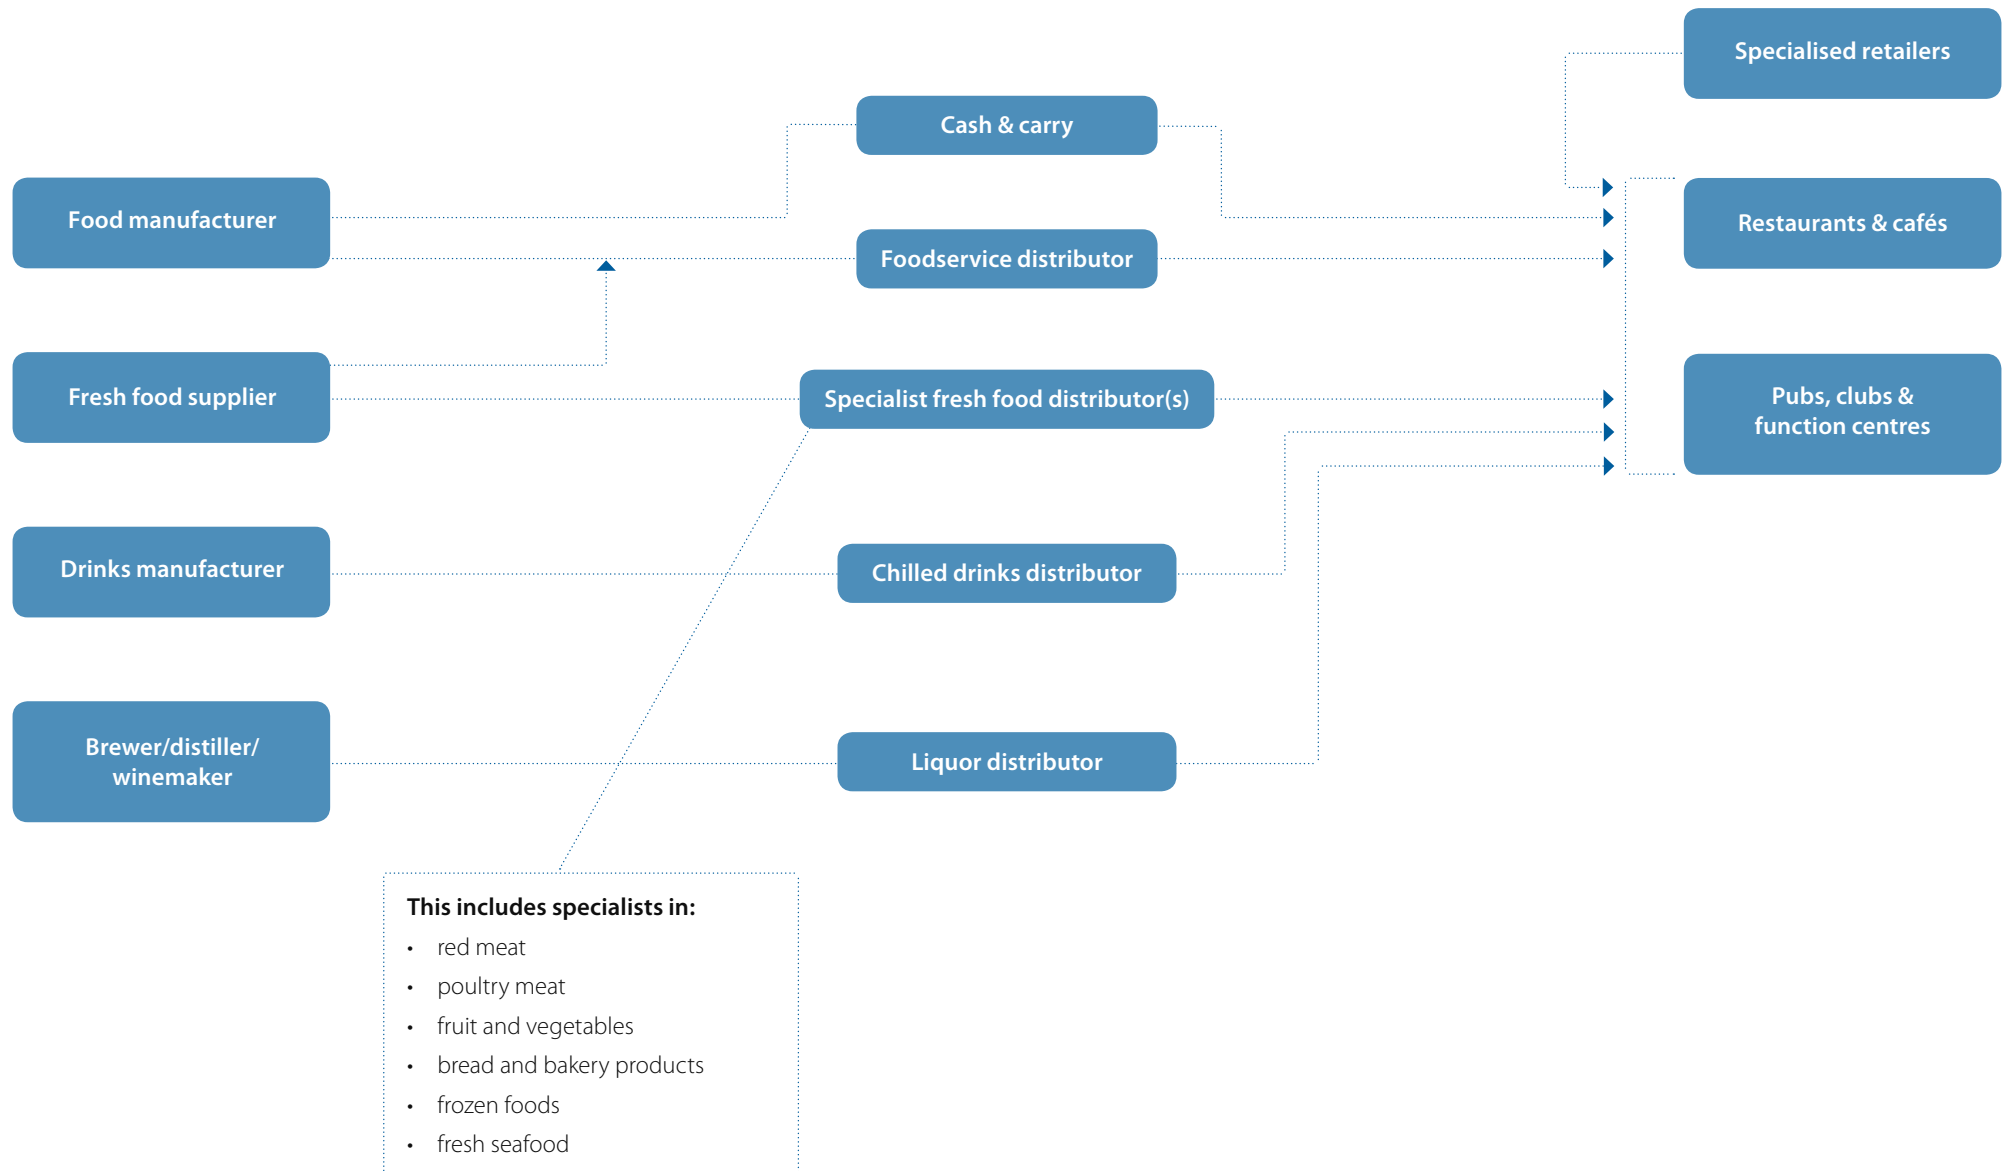 Specialised retailers
Cash & carry
Food manufacturer
Restaurants & cafés
Foodservice distributor
Fresh food supplier
Specialist fresh food distributor(s)
Pubs, clubs &
function centres
Drinks manufacturer
Chilled drinks distributor
Brewer/distiller/
winemaker
Liquor distributor
This includes specialists in:
• red meat
• poultry meat
• fruit and vegetables
• bread and bakery products
• frozen foods
• fresh seafood